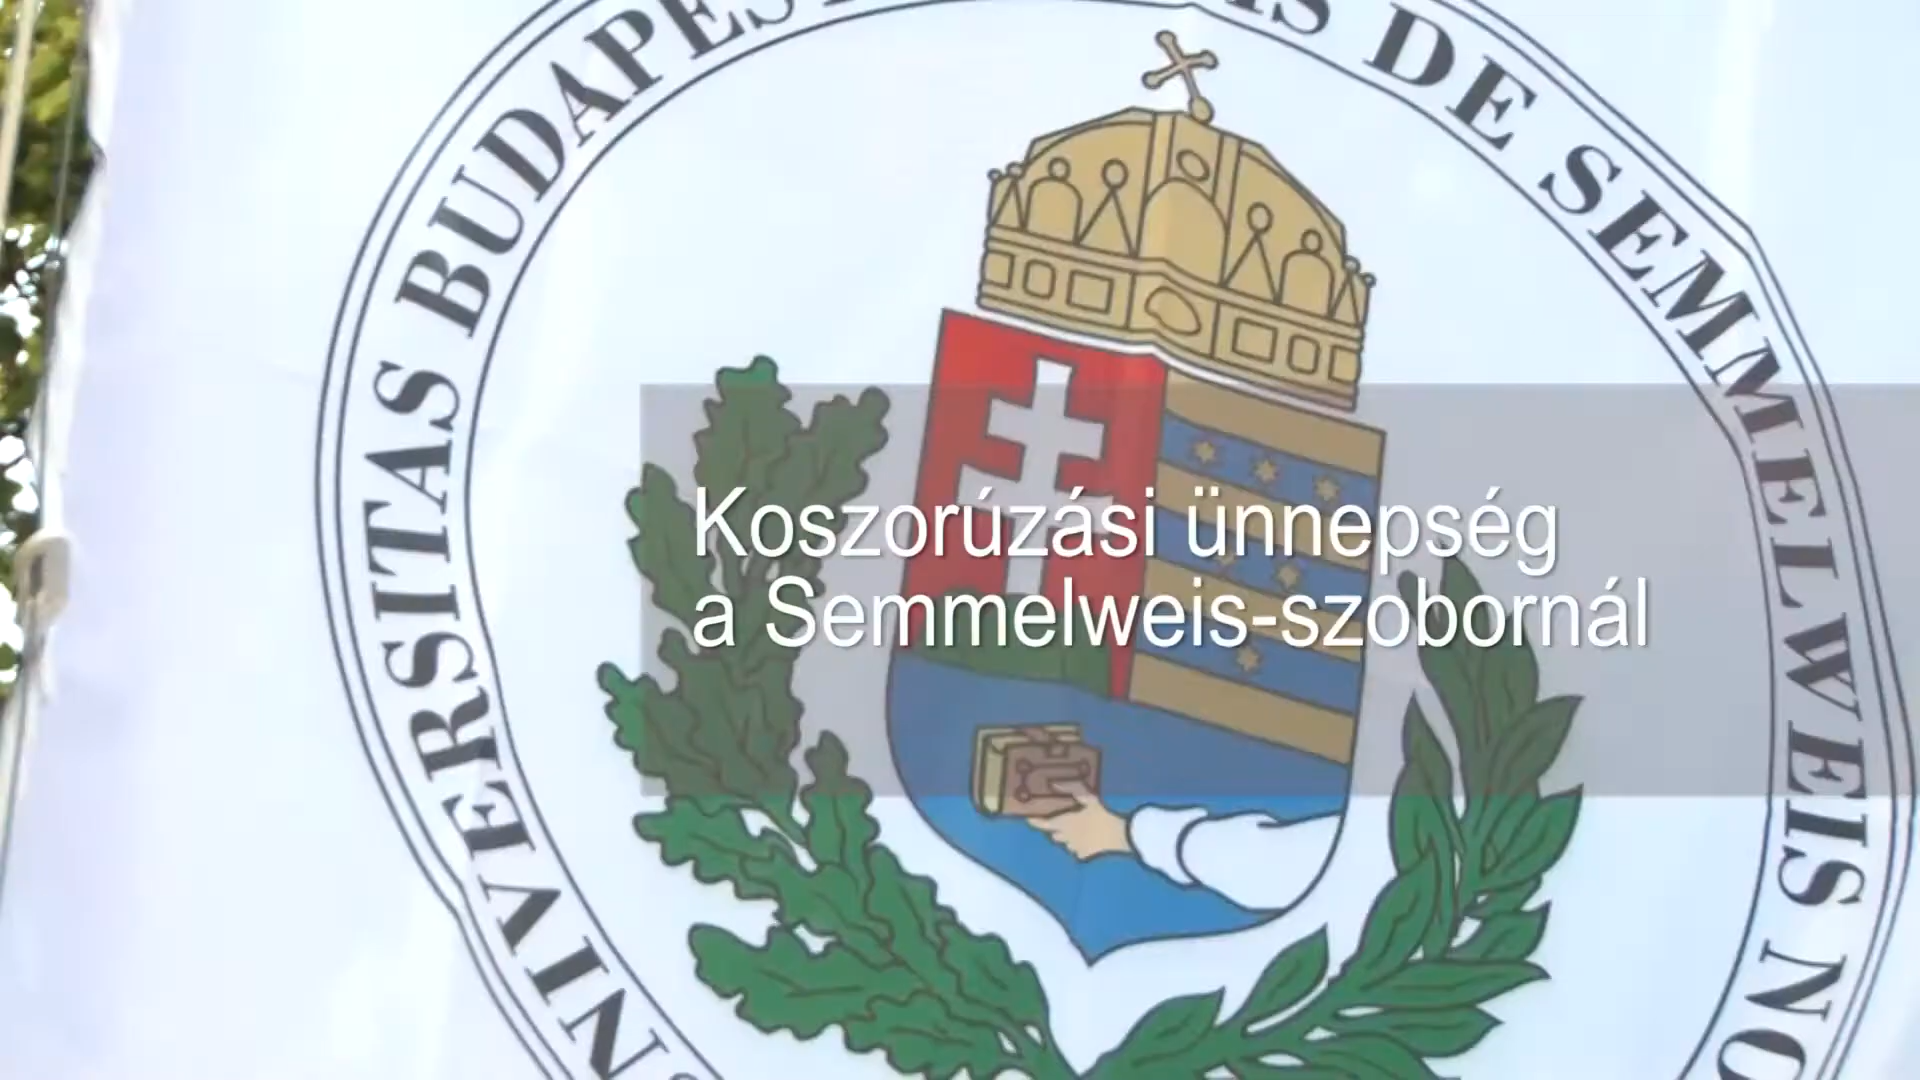 UNIVERSITAS BUDAPES DE SEMMELWEIS NO
Koszorúzási ünnepség
a Semmelweis-szobornál